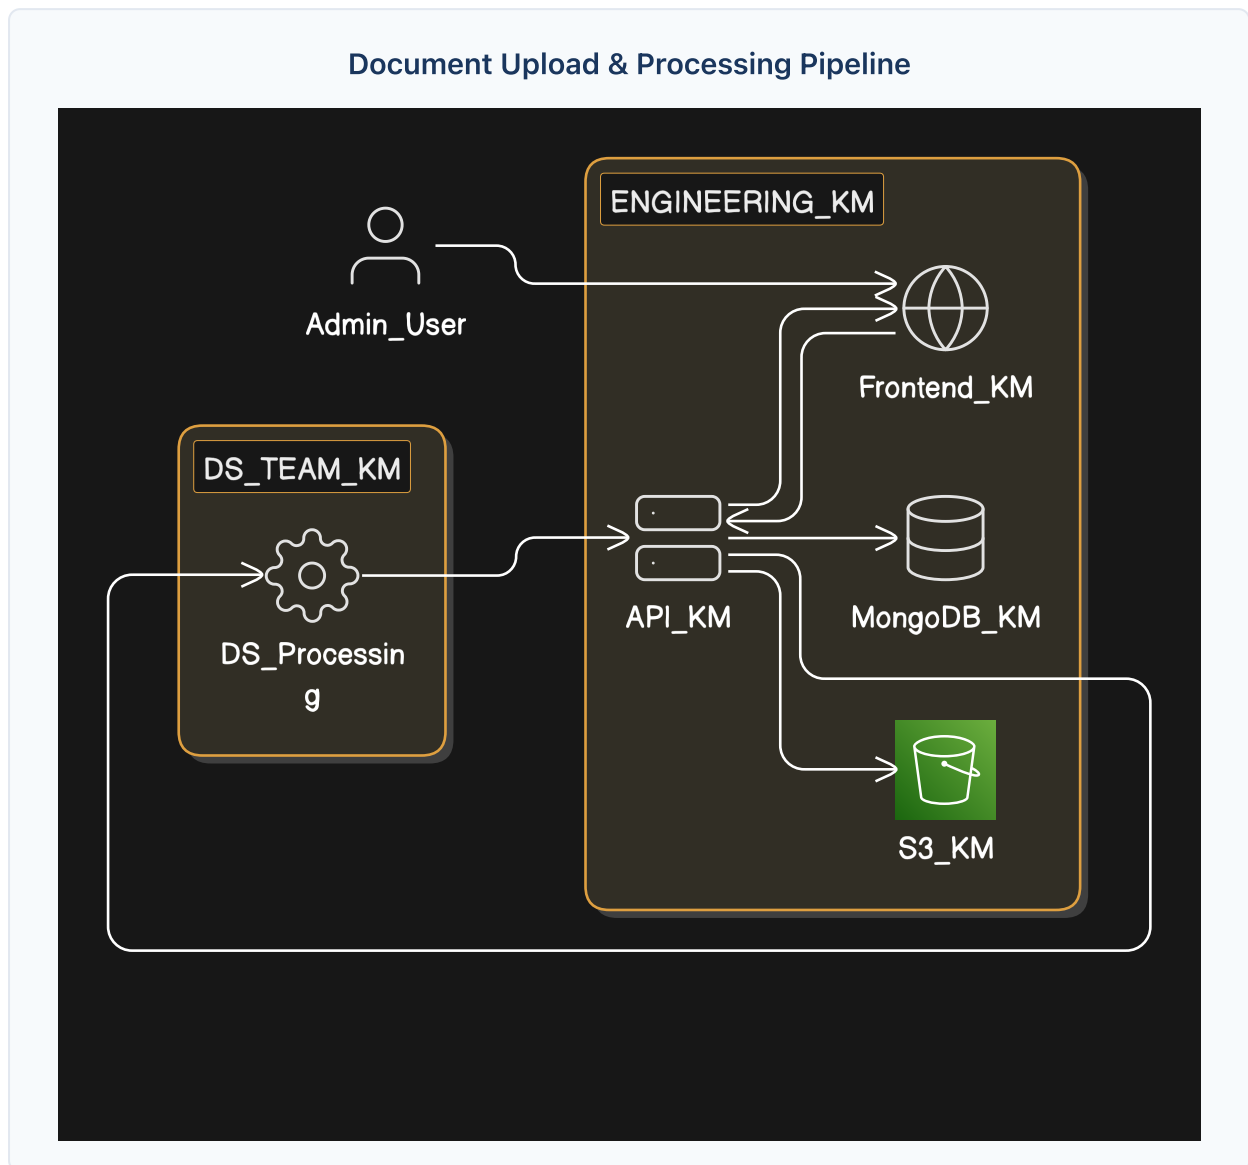 Document Upload & Processing Pipeline
ENGINEERING_KM
Admin_User
Frontend_KM
DS_TEAM_KM
DS_Processin
g
API_KM
MongoDB_KM
S3_KM